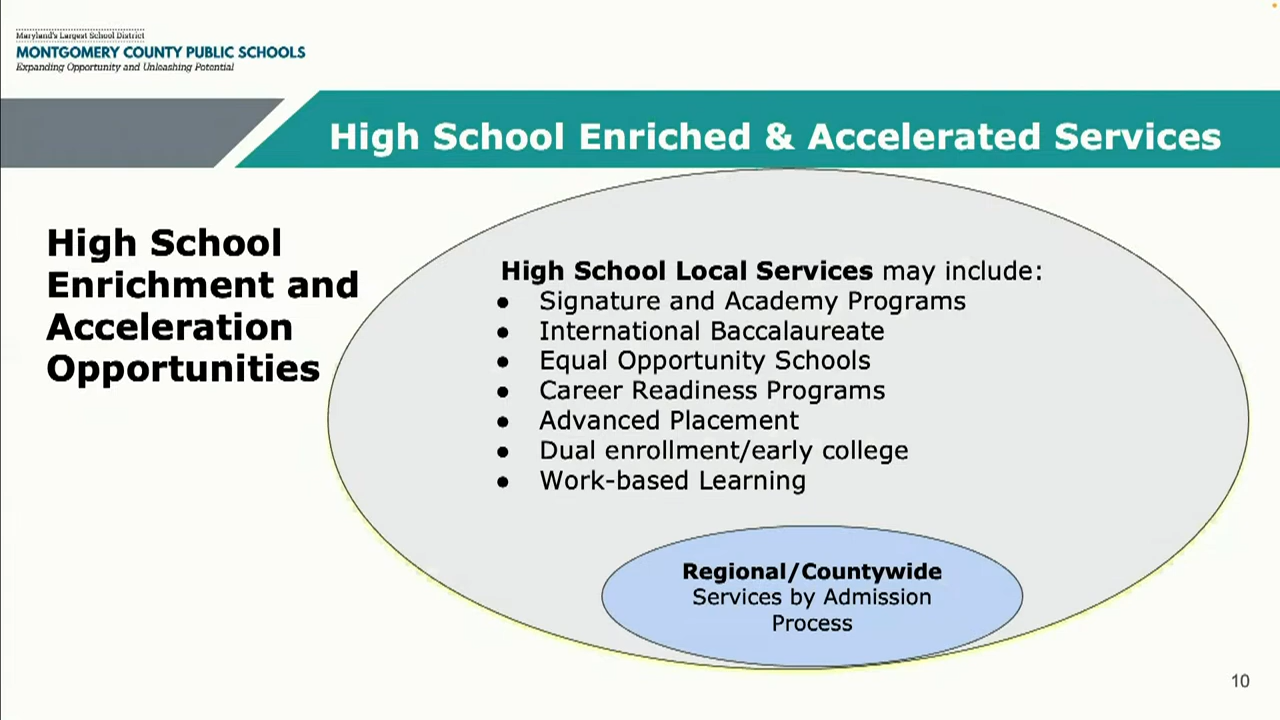 Maryland's Largest School District
MONTGOMERY COUNTY PUBLIC SCHOOLS
Expanding Opportunity and Unleashing Potential
High School Enriched & Accelerated Services
High School
Enrichment and
Acceleration
Opportunities
High School Local Services may include:
● Signature and Academy Programs
● International Baccalaureate
● Equal Opportunity Schools
● Career Readiness Programs
● Advanced Placement
● Dual enrollment/early college
● Work-based Learning
Regional/Countywide
Services by Admission
Process
10